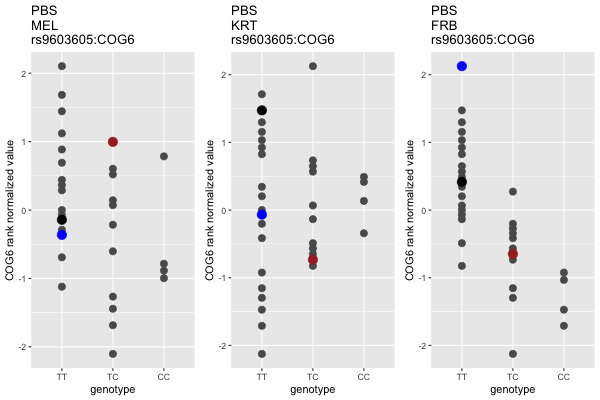 PBS
MEL
rs9603605:COG6
COG6 rank normalized value
2
1
0
-1
-2
TT
TC
CC
genotype
PBS
KRT
rs9603605:COG6
COG6 rank normalized value
2
1
0
-1
-2
TT
TC
CC
genotype
PBS
FRB
rs9603605:COG6
COG6 rank normalized value
2
1
0
-1
-2
TT
TC
CC
genotype